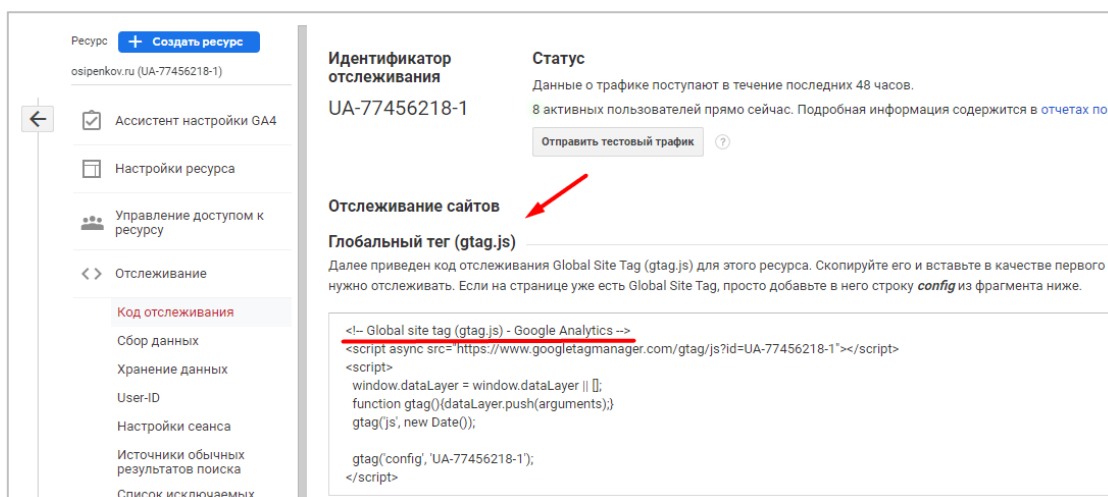 Ресурс
+ Создать ресурс
osipenkov.ru (UA-77456218-1)
Ассистент настройки GA4
Настройки ресурса
Управление доступом к
ресурсу
Отслеживание
Код отслеживания
Сбор данных
Хранение данных
User-ID
Настройки сеанса
Источники обычных
результатов поиска
Список исключаемых
Идентификатор
отслеживания
UA-77456218-1
Статус
Данные о трафике поступают в течение последних 48 часов.
8 активных пользователей прямо сейчас. Подробная информация содержится в отчетах по
Отправить тестовый трафик
?
Отслеживание сайтов
Глобальный тег (gtag.js)
Далее приведен код отслеживания Global Site Tag (gtag.js) для этого ресурса. Скопируйте его и вставьте в качестве первого
нужно отслеживать. Если на странице уже есть Global Site Tag, просто добавьте в него строку config из фрагмента ниже.
<!-- Global site tag (gtag.js) - Google Analytics -->
<script async src="https://www.googletagmanager.com/gtag/js?id=UA-77456218-1"></script>
<script>
window.dataLayer = window.dataLayer || [];
function gtag(){dataLayer.push(arguments);}
gtag('js', new Date());
gtag('config', 'UA-77456218-1');
</script>